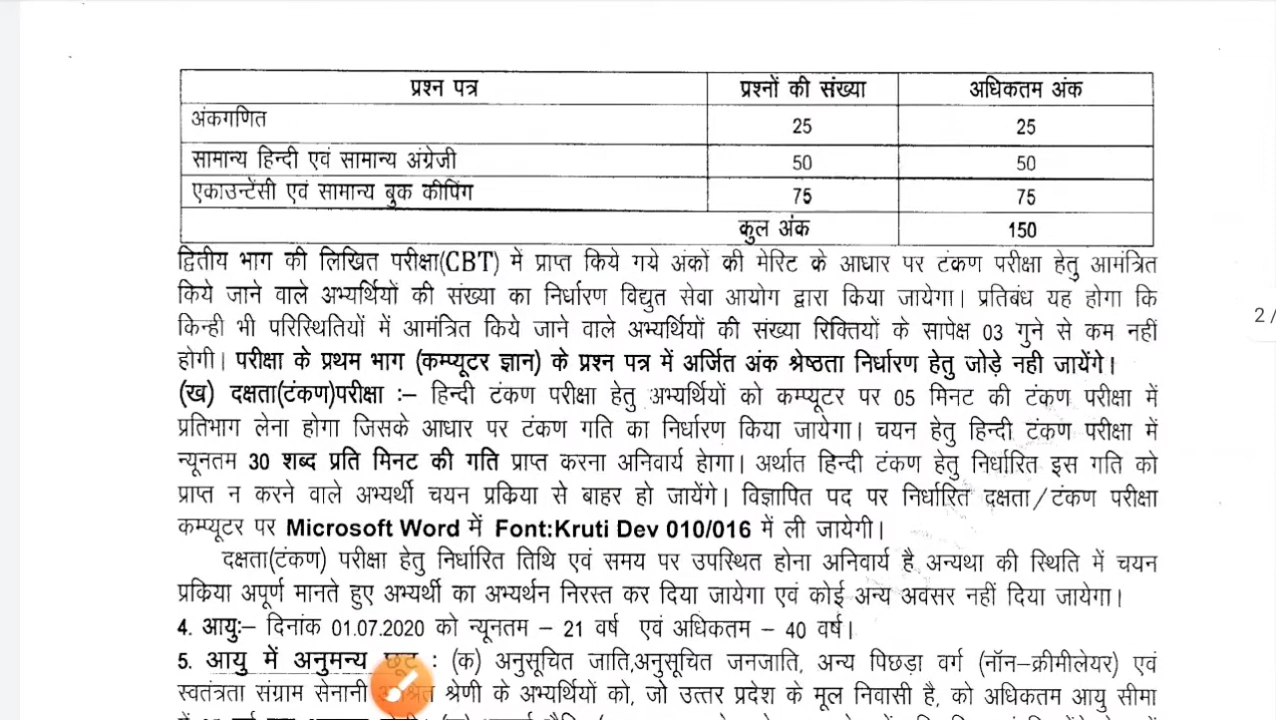 प्रश्न पत्र प्रश्नों की संख्या अधिकतम अंक
अंकगणित 25 25
सामान्य हिन्दी एवं सामान्य अंग्रेजी 50 50
एकाउन्टेंसी एवं सामान्य बुक कीपिंग 75 75
कुल अंक 150
द्वितीय भाग की लिखित परीक्षा(CBT) में प्राप्त किये गये अंकों की मेरिट के आधार पर टंकण परीक्षा हेतु आमंत्रित
किये जाने वाले अभ्यर्थियों की संख्या का निर्धारण विद्युत सेवा आयोग द्वारा किया जायेगा। प्रतिबंध यह होगा कि
किन्ही भी परिस्थितियों में आमंत्रित किये जाने वाले अभ्यर्थियों की संख्या रिक्तियों के सापेक्ष 03 गुने से कम नहीं
होगी। परीक्षा के प्रथम भाग (कम्प्यूटर ज्ञान) के प्रश्न पत्र में अर्जित अंक श्रेष्ठता निर्धारण हेतु जोड़े नही जायेंगे।
(ख) दक्षता(टंकण)परीक्षा :– हिन्दी टंकण परीक्षा हेतु अभ्यर्थियों को कम्प्यूटर पर 05 मिनट की टंकण परीक्षा में
प्रतिभाग लेना होगा जिसके आधार पर टंकण गति का निर्धारण किया जायेगा। चयन हेतु हिन्दी टंकण परीक्षा में
न्यूनतम 30 शब्द प्रति मिनट की गति प्राप्त करना अनिवार्य हेागा। अर्थात हिन्दी टंकण हेतु निर्धारित इस गति को
प्राप्त न करने वाले अभ्यर्थी चयन प्रक्रिया से बाहर हो जायेंगे। विज्ञापित पद पर निर्धारित दक्षता/टंकण परीक्षा
कम्प्यूटर पर Microsoft Word में Font:Kruti Dev 010/016 में ली जायेगी।
दक्षता(टंकण) परीक्षा हेतु निर्धारित तिथि एवं समय पर उपस्थित होना अनिवार्य है अन्यथा की स्थिति में चयन
प्रक्रिया अपूर्ण मानते हुए अभ्यर्थी का अभ्यर्थन निरस्त कर दिया जायेगा एवं कोई अन्य अवसर नहीं दिया जायेगा।
4. आयुः– दिनांक 01.07.2020 को न्यूनतम – 21 वर्ष एवं अधिकतम – 40 वर्ष।
5. आयु में अनुमन्य छूट : (क) अनुसूचित जाति,अनुसूचित जनजाति, अन्य पिछड़ा वर्ग (नॉन–क्रीमीलेयर) एवं
स्वतंत्रता संग्राम सेनानी श्रेणी के अभ्यर्थियों को, जो उत्तर प्रदेश के मूल निवासी है, को अधिकतम आयु सीमा
2/